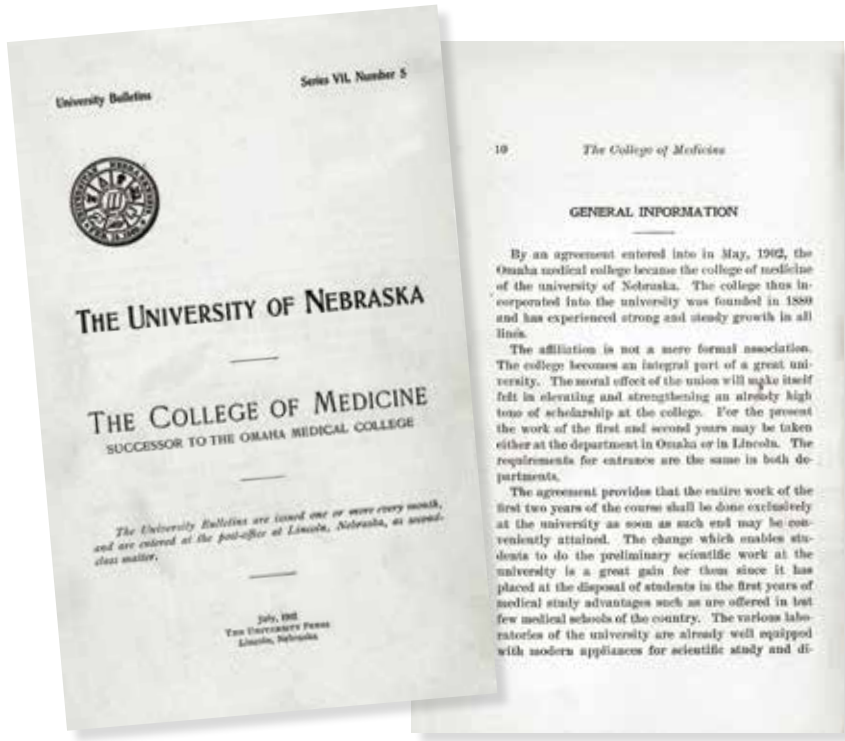 University Bulletins
Series VII, Number 5
THE UNIVERSITY OF NEBRASKA
THE COLLEGE OF MEDICINE
SUCCESSOR TO THE OMAHA MEDICAL COLLEGE
The University Bulletins are issued one or more every month,
and are entered at the post-office at Lincoln, Nebraska, as second-
class matter.
July, 1902
THE UNIVERSITY PRESS
Lincoln, Nebraska
10
The College of Medicine
GENERAL INFORMATION
By an agreement entered into in May, 1902, the
Omaha medical college became the college of medicine
of the university of Nebraska. The college thus in-
corporated into the university was founded in 1880
and has experienced strong and steady growth in all
lines.
The affiliation is not a mere formal association.
The college becomes an integral part of a great uni-
versity. The moral effect of the union will make itself
felt in elevating and strengthening an already high
tone of scholarship at the college. For the present
the work of the first and second years may be taken
either at the department in Omaha or in Lincoln. The
requirements for entrance are the same in both de-
partments.
The agreement provides that the entire work of the
first two years of the course shall be done exclusively
at the university as soon as such end may be con-
veniently attained. The change which enables stu-
dents to do the preliminary scientific work at the
university is a great gain for them since it has
placed at the disposal of students in the first years of
medical study advantages such as are offered in but
few medical schools of the country. The various labo-
ratories of the university are already well equipped
with modern appliances for scientific study and di-